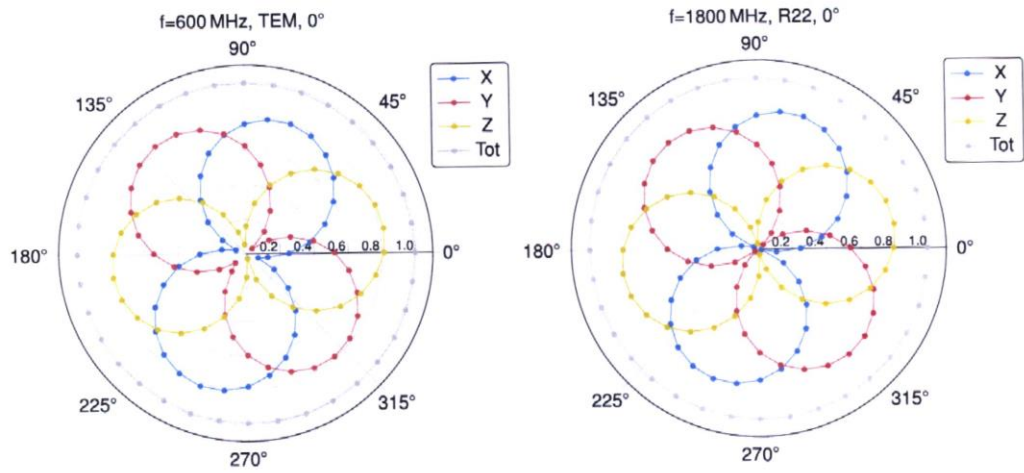 f=600 MHz, TEM, 0°
90°
135°
45°
X
Y
Z
Tot
180°
0.2 0.4 0.6 0.8 1.0
0°
225°
315°
270°
f=1800 MHz, R22, 0°
90°
135°
45°
X
Y
Z
Tot
180°
0.2 0.4 0.6 0.8 1.0
0°
225°
315°
270°